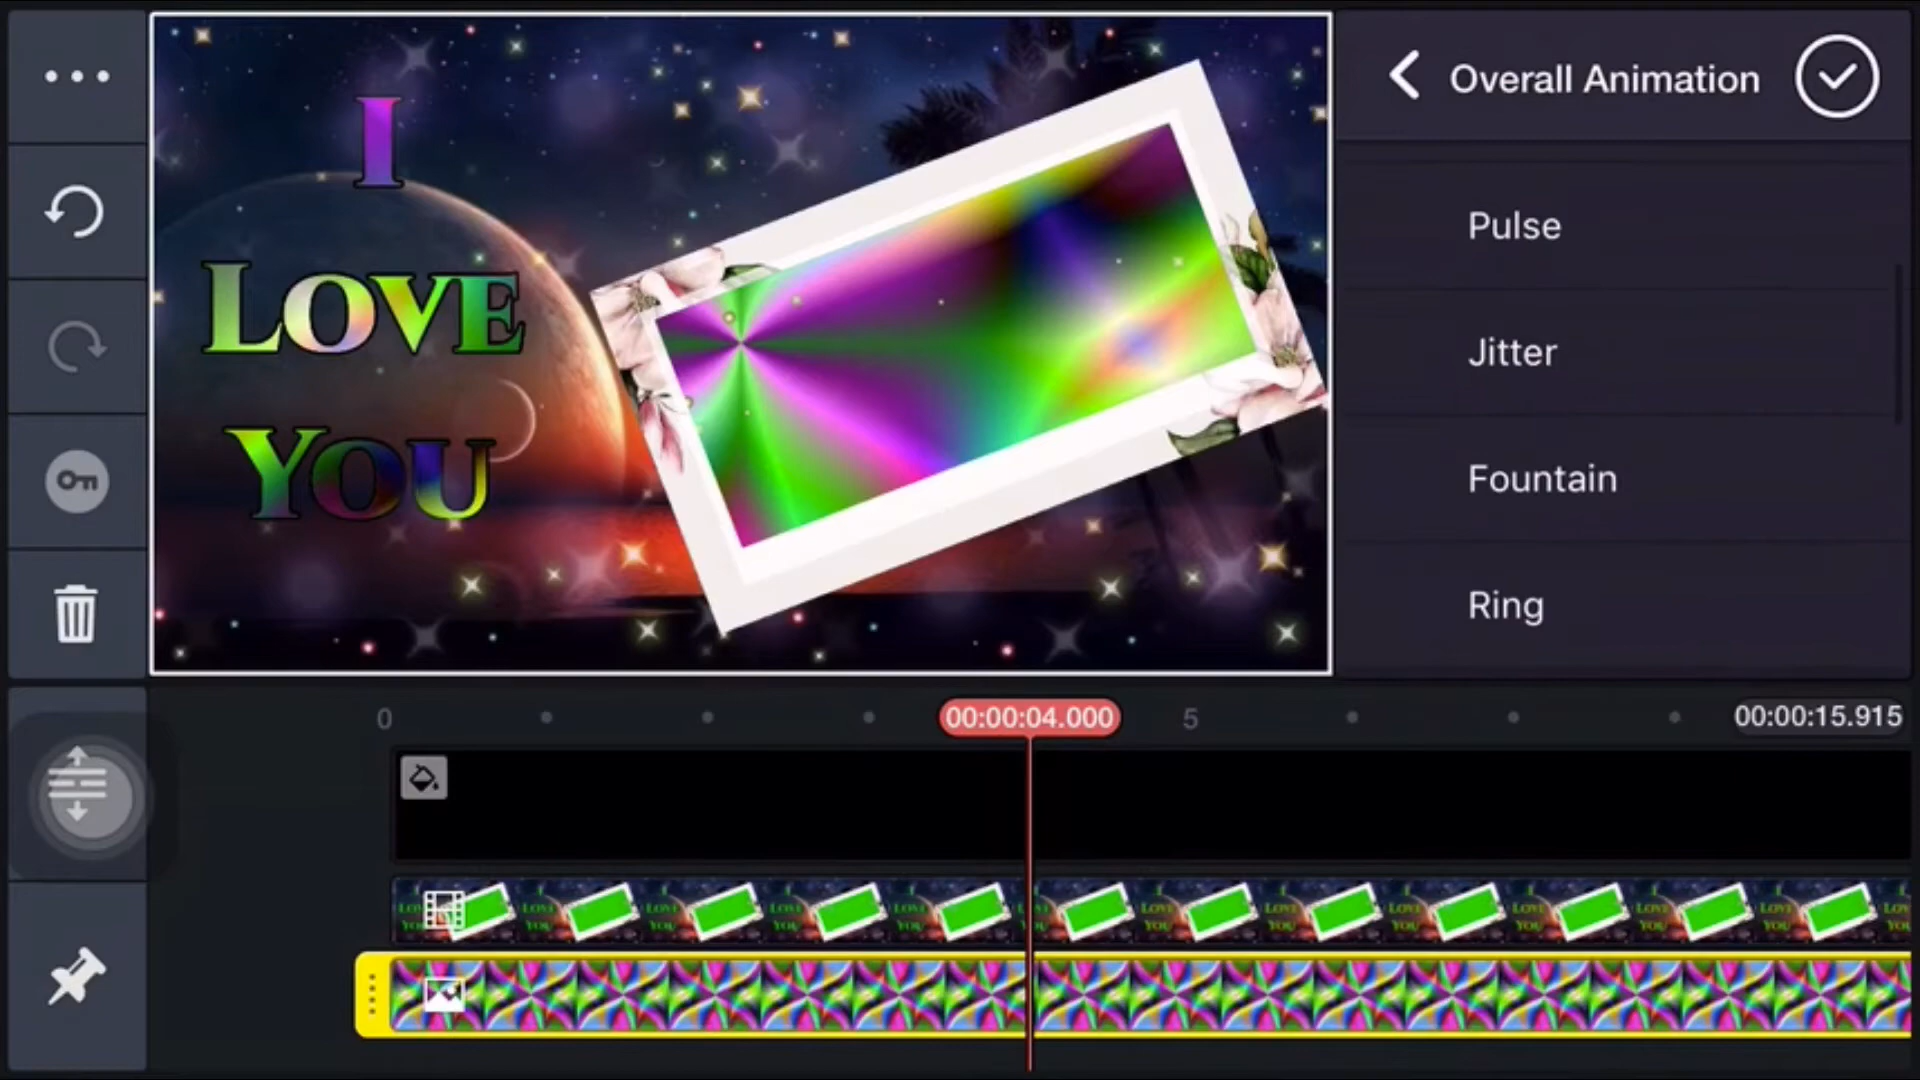 Overall Animation
I
LOVE
YOU
Pulse
Jitter
Fountain
Ring
0
00:00:04.000
5
00:00:15.915